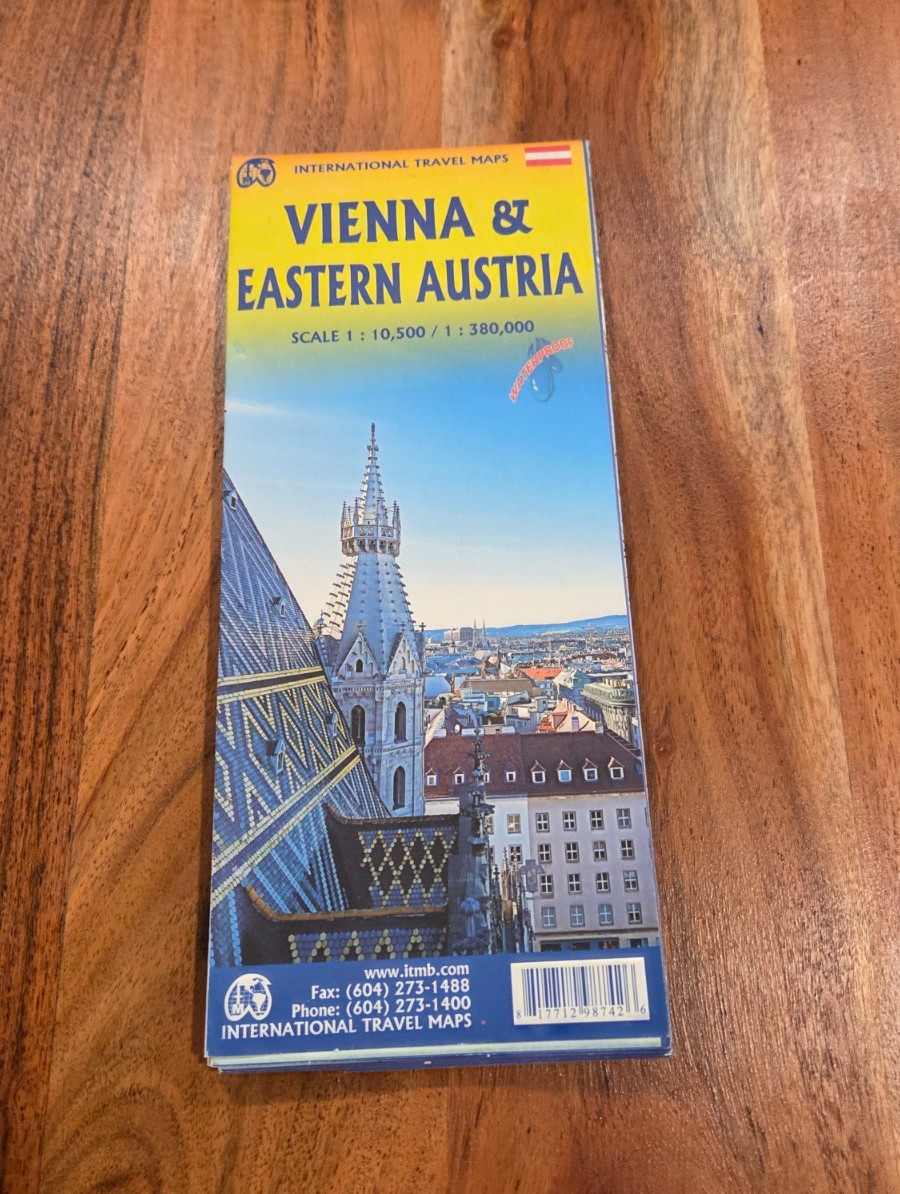 INTERNATIONAL TRAVEL MAPS
VIENNA &
EASTERN AUSTRIA
SCALE 1 : 10,500 / 1 : 380,000
WATERPROOF
www.itmb.com
Fax: (604) 273-1488
Phone: (604) 273-1400
INTERNATIONAL TRAVEL MAPS
8 17712 98742 6